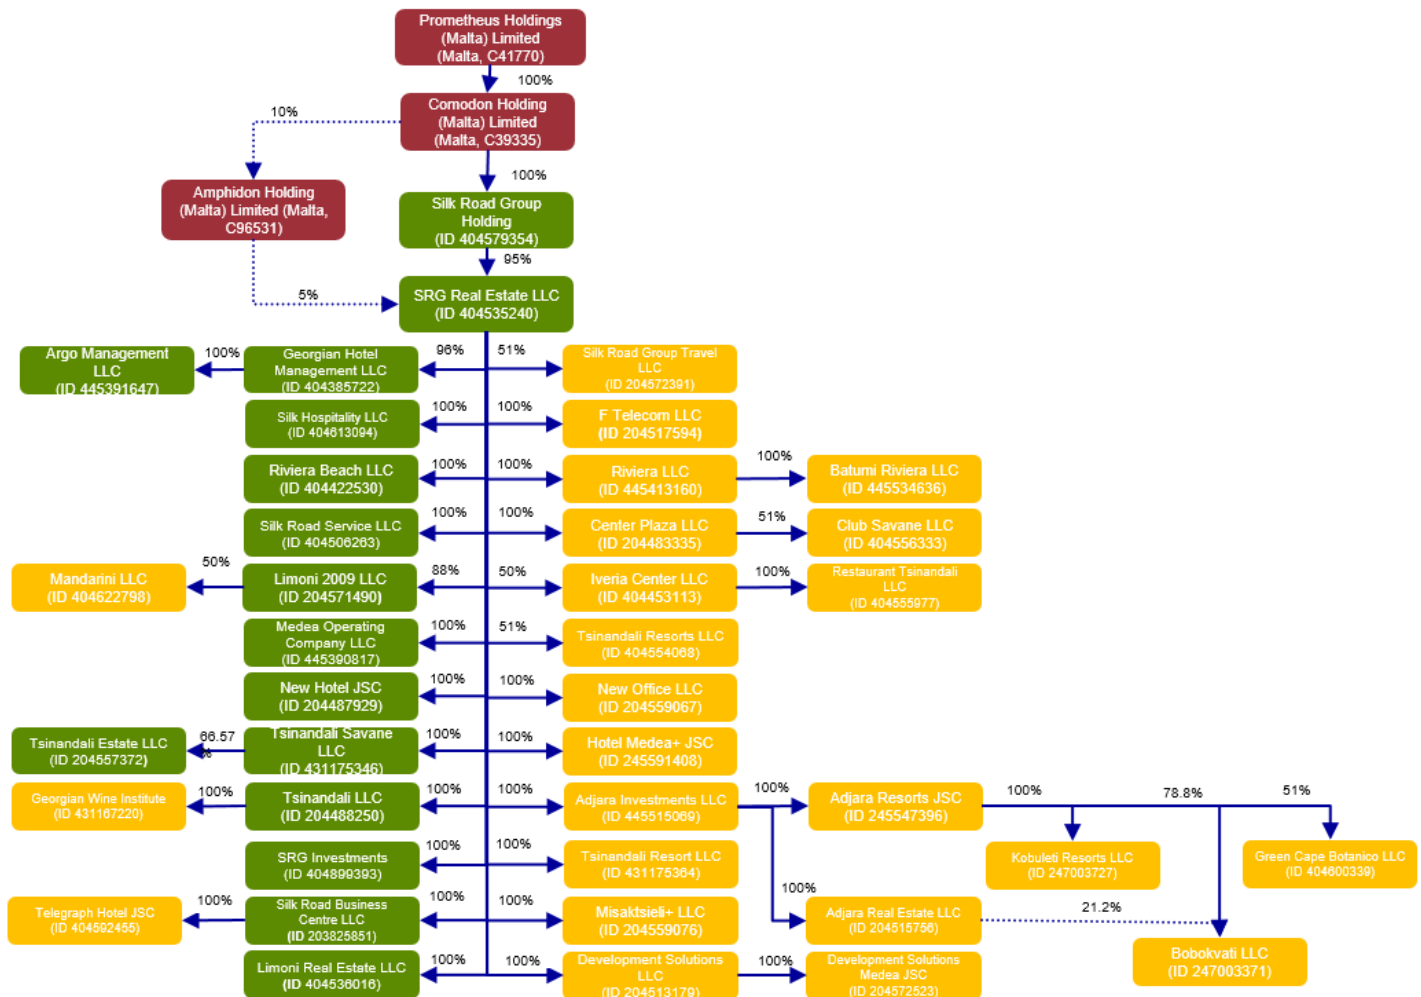 Prometheus Holdings
(Malta) Limited
(Malta, C41770)
100%
Comodon Holding
(Malta) Limited
(Malta, C39335)
10%
100%
Amphidon Holding
(Malta) Limited (Malta,
C96531)
Silk Road Group
Holding
(ID 404579354)
95%
5%
SRG Real Estate LLC
(ID 404535240)
Argo Management
LLC
(ID 445391647)
100%
Georgian Hotel
Management LLC
(ID 404385722)
96%
51%
Silk Road Group Travel
LLC
(ID 204572391)
Silk Hospitality LLC
(ID 404613094)
100%
100%
F Telecom LLC
(ID 204517594)
Riviera Beach LLC
(ID 404422530)
100%
100%
Riviera LLC
(ID 445413160)
100%
Batumi Riviera LLC
(ID 445534636)
Silk Road Service LLC
(ID 404506263)
100%
100%
Center Plaza LLC
(ID 204483335)
51%
Club Savane LLC
(ID 404556333)
Mandarini LLC
(ID 404622798)
50%
Limoni 2009 LLC
(ID 204571490)
88%
50%
Iveria Center LLC
(ID 404453113)
100%
Restaurant Tsinandali
LLC
(ID 404555977)
Medea Operating
Company LLC
(ID 445390817)
100%
51%
Tsinandali Resorts LLC
(ID 404554068)
New Hotel JSC
(ID 204487929)
100%
100%
New Office LLC
(ID 204559067)
Tsinandali Estate LLC
(ID 204557372)
66.57
%
Tsinandali Savane
LLC
(ID 431175346)
100%
100%
Hotel Medea+ JSC
(ID 245591408)
Georgian Wine Institute
(ID 431167220)
100%
Tsinandali LLC
(ID 204488250)
100%
100%
Adjara Investments LLC
(ID 445515069)
100%
Adjara Resorts JSC
(ID 245547396)
100%
78.8%
51%
SRG Investments
(ID 404899393)
100%
100%
Tsinandali Resort LLC
(ID 431175364)
Kobuleti Resorts LLC
(ID 247003727)
Green Cape Botanico LLC
(ID 404600339)
Telegraph Hotel JSC
(ID 404592455)
100%
Silk Road Business
Centre LLC
(ID 203825851)
100%
100%
Misaktsieli+ LLC
(ID 204559076)
100%
Adjara Real Estate LLC
(ID 204515756)
21.2%
Bobokvati LLC
(ID 247003371)
Limoni Real Estate LLC
(ID 404536016)
100%
100%
Development Solutions
LLC
(ID 204513179)
100%
Development Solutions
Medea JSC
(ID 204572523)